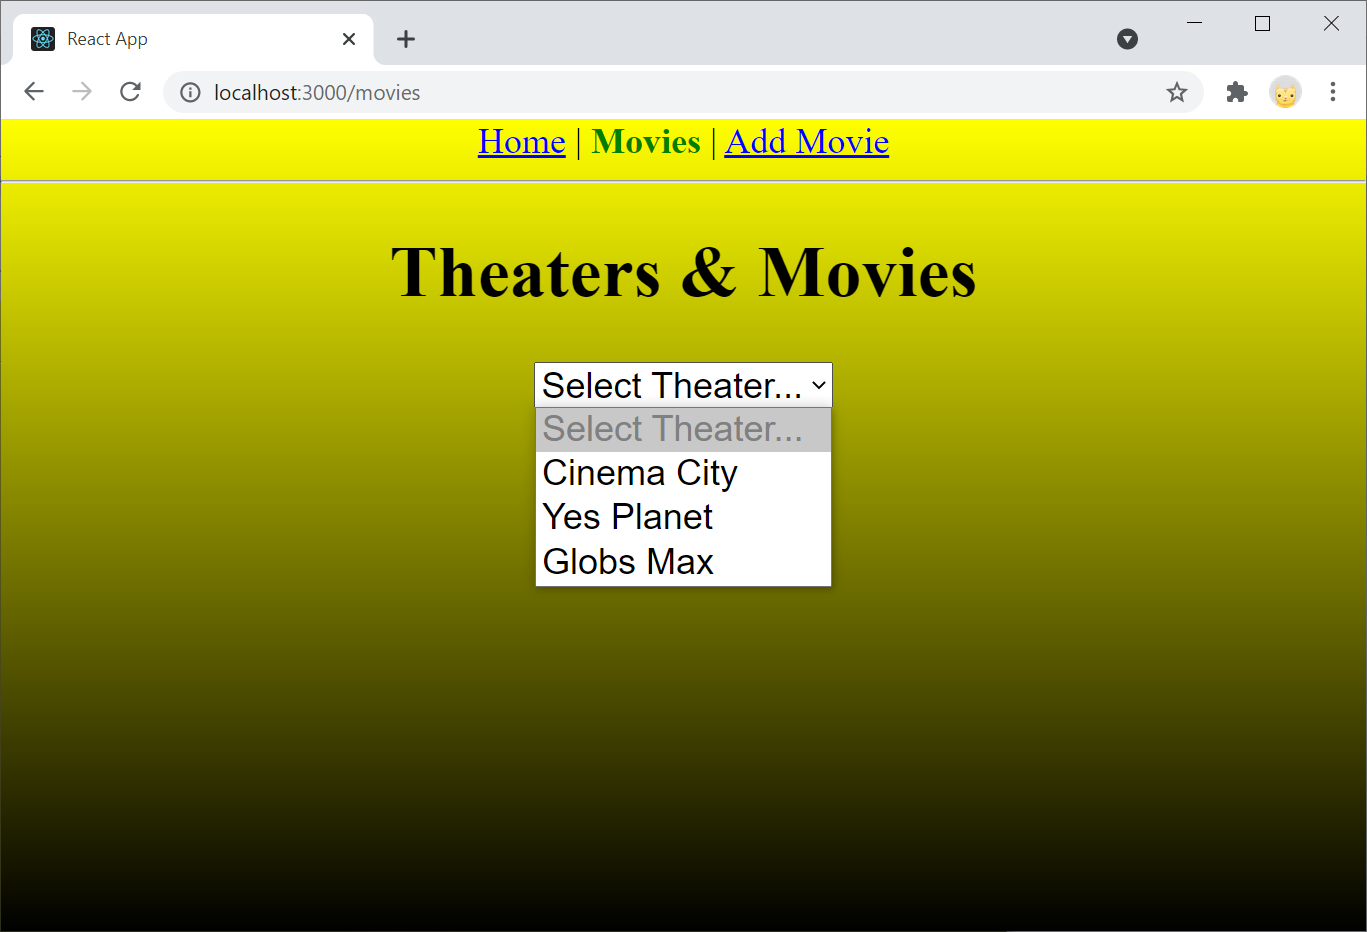 React App
localhost:3000/movies
Home | Movies | Add Movie
Theaters & Movies
Select Theater...
Select Theater...
Cinema City
Yes Planet
Globs Max